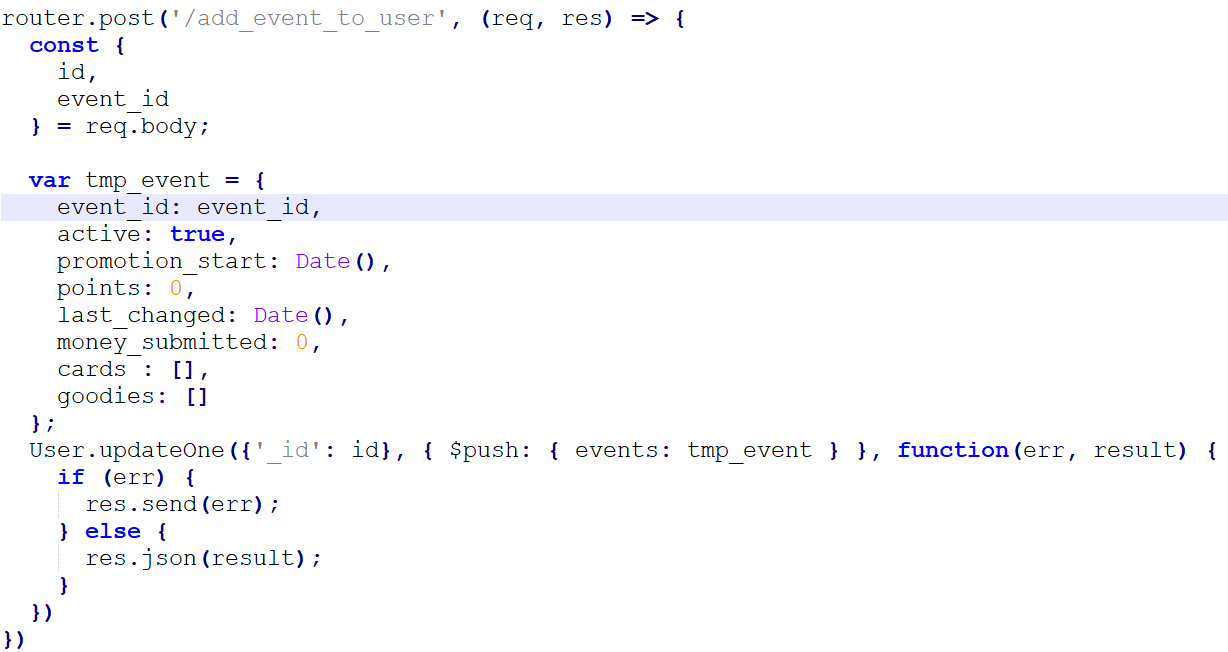 router.post('/add_event_to_user', (req, res) => {
  const {
    id,
    event_id
  } = req.body;

  var tmp_event = {
    event_id: event_id,
    active: true,
    promotion_start: Date(),
    points: 0,
    last_changed: Date(),
    money_submitted: 0,
    cards : [],
    goodies: []
  };
  User.updateOne({'_id': id}, { $push: { events: tmp_event } }, function(err, result) {
    if (err) {
      res.send(err);
    } else {
      res.json(result);
    }
  })
})